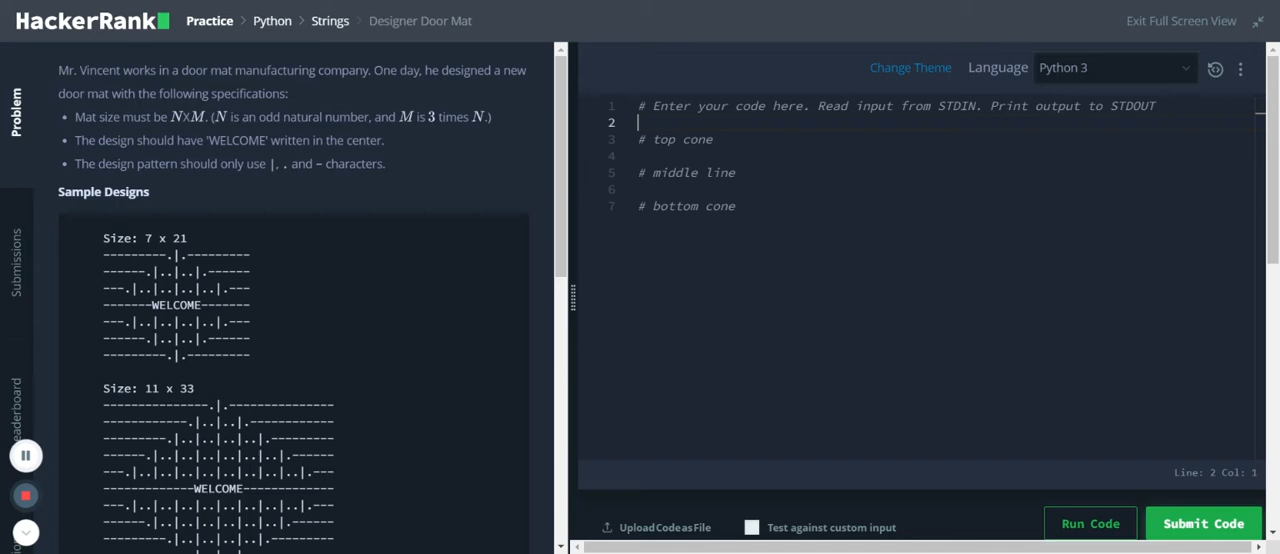 HackerRank Practice > Python > Strings > Designer Door Mat Exit Full Screen View
Problem
Submissions
eaderboard
Mr. Vincent works in a door mat manufacturing company. One day, he designed a new
door mat with the following specifications:
• Mat size must be NXM. (N is an odd natural number, and M is 3 times N.)
• The design should have 'WELCOME' written in the center.
• The design pattern should only use |, . and - characters.
Sample Designs
Size: 7 x 21
---------.|.---------
------.|..|..|.------
---.|..|..|..|..|.---
-------WELCOME-------
---.|..|..|..|..|.---
------.|..|..|.------
---------.|.---------
Size: 11 x 33
---------------.|.---------------
------------.|..|..|.------------
---------.|..|..|..|..|.---------
------.|..|..|..|..|..|..|.------
---.|..|..|..|..|..|..|..|..|.---
-------------WELCOME-------------
---.|..|..|..|..|..|..|..|..|.---
------.|..|..|..|..|..|..|.------
---------.|..|..|..|..|.---------
Change Theme Language Python 3
1 # Enter your code here. Read input from STDIN. Print output to STDOUT
2
3 # top cone
4
5 # middle line
6
7 # bottom cone
Line: 2 Col: 1
Upload Code as File Test against custom input Run Code Submit Code